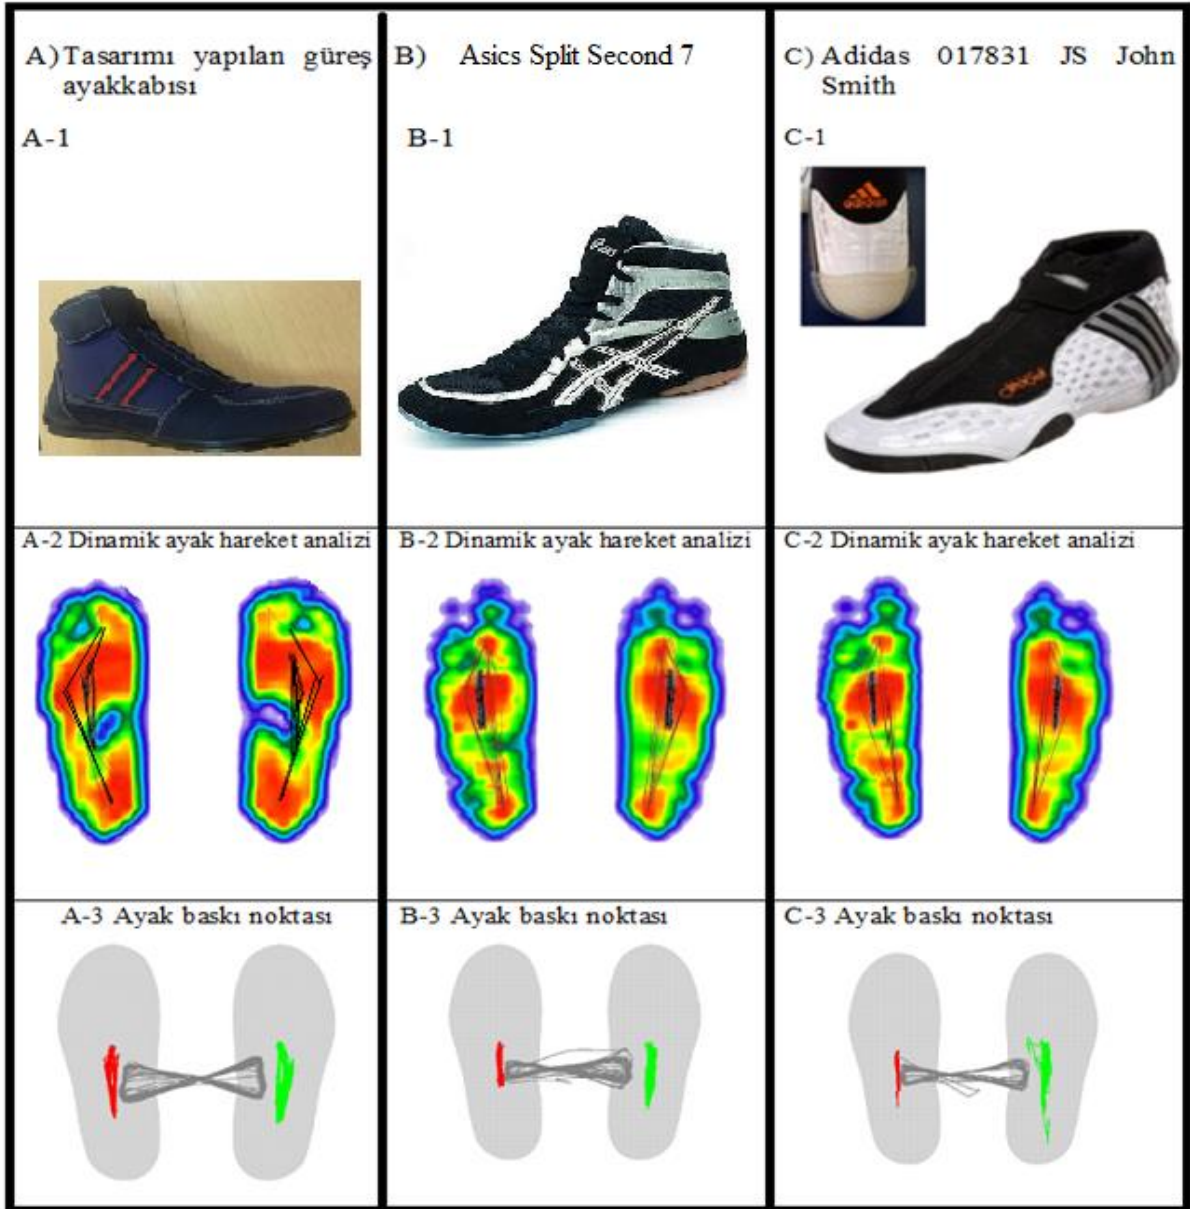 A) Tasarımı yapılan güreş
ayakkabısı
A-1
B) Asics Split Second 7
B-1
C) Adidas 017831 JS John
Smith
C-1
adidas
adidas
A-2 Dinamik ayak hareket analizi
B-2 Dinamik ayak hareket analizi
C-2 Dinamik ayak hareket analizi
A-3 Ayak baskı noktası
B-3 Ayak baskı noktası
C-3 Ayak baskı noktası